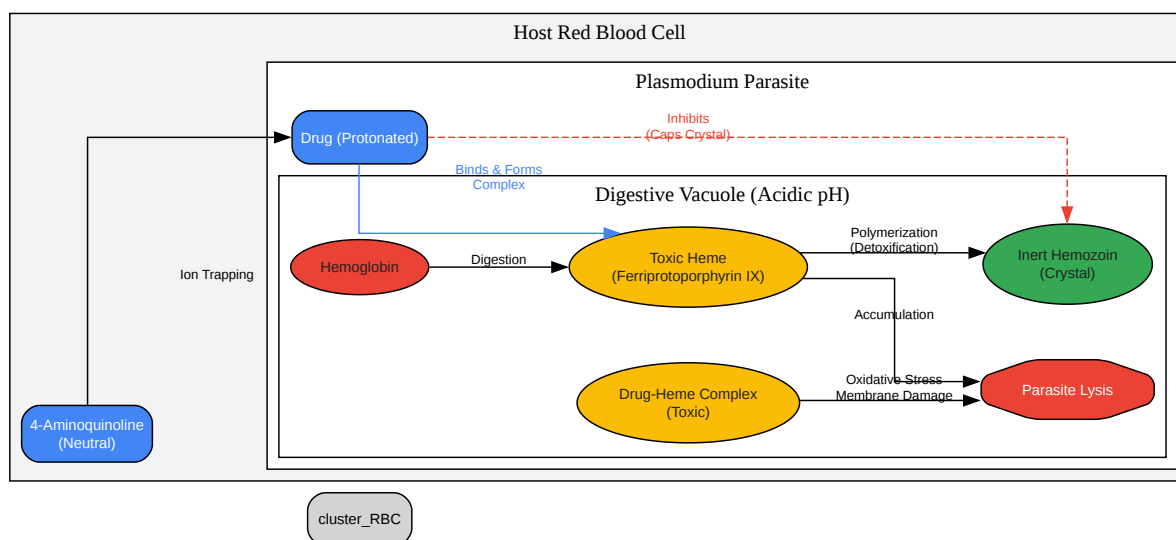 Host Red Blood Cell
Plasmodium Parasite
Drug (Protonated)
Inhibits
(Caps Crystal)
Binds & Forms
Complex
Digestive Vacuole (Acidic pH)
Hemoglobin
Digestion
Toxic Heme
(Ferriprotoporphyrin IX)
Polymerization
(Detoxification)
Inert Hemozoin
(Crystal)
Ion Trapping
Accumulation
Drug-Heme Complex
(Toxic)
Oxidative Stress
Membrane Damage
Parasite Lysis
4-Aminoquinoline
(Neutral)
cluster_RBC